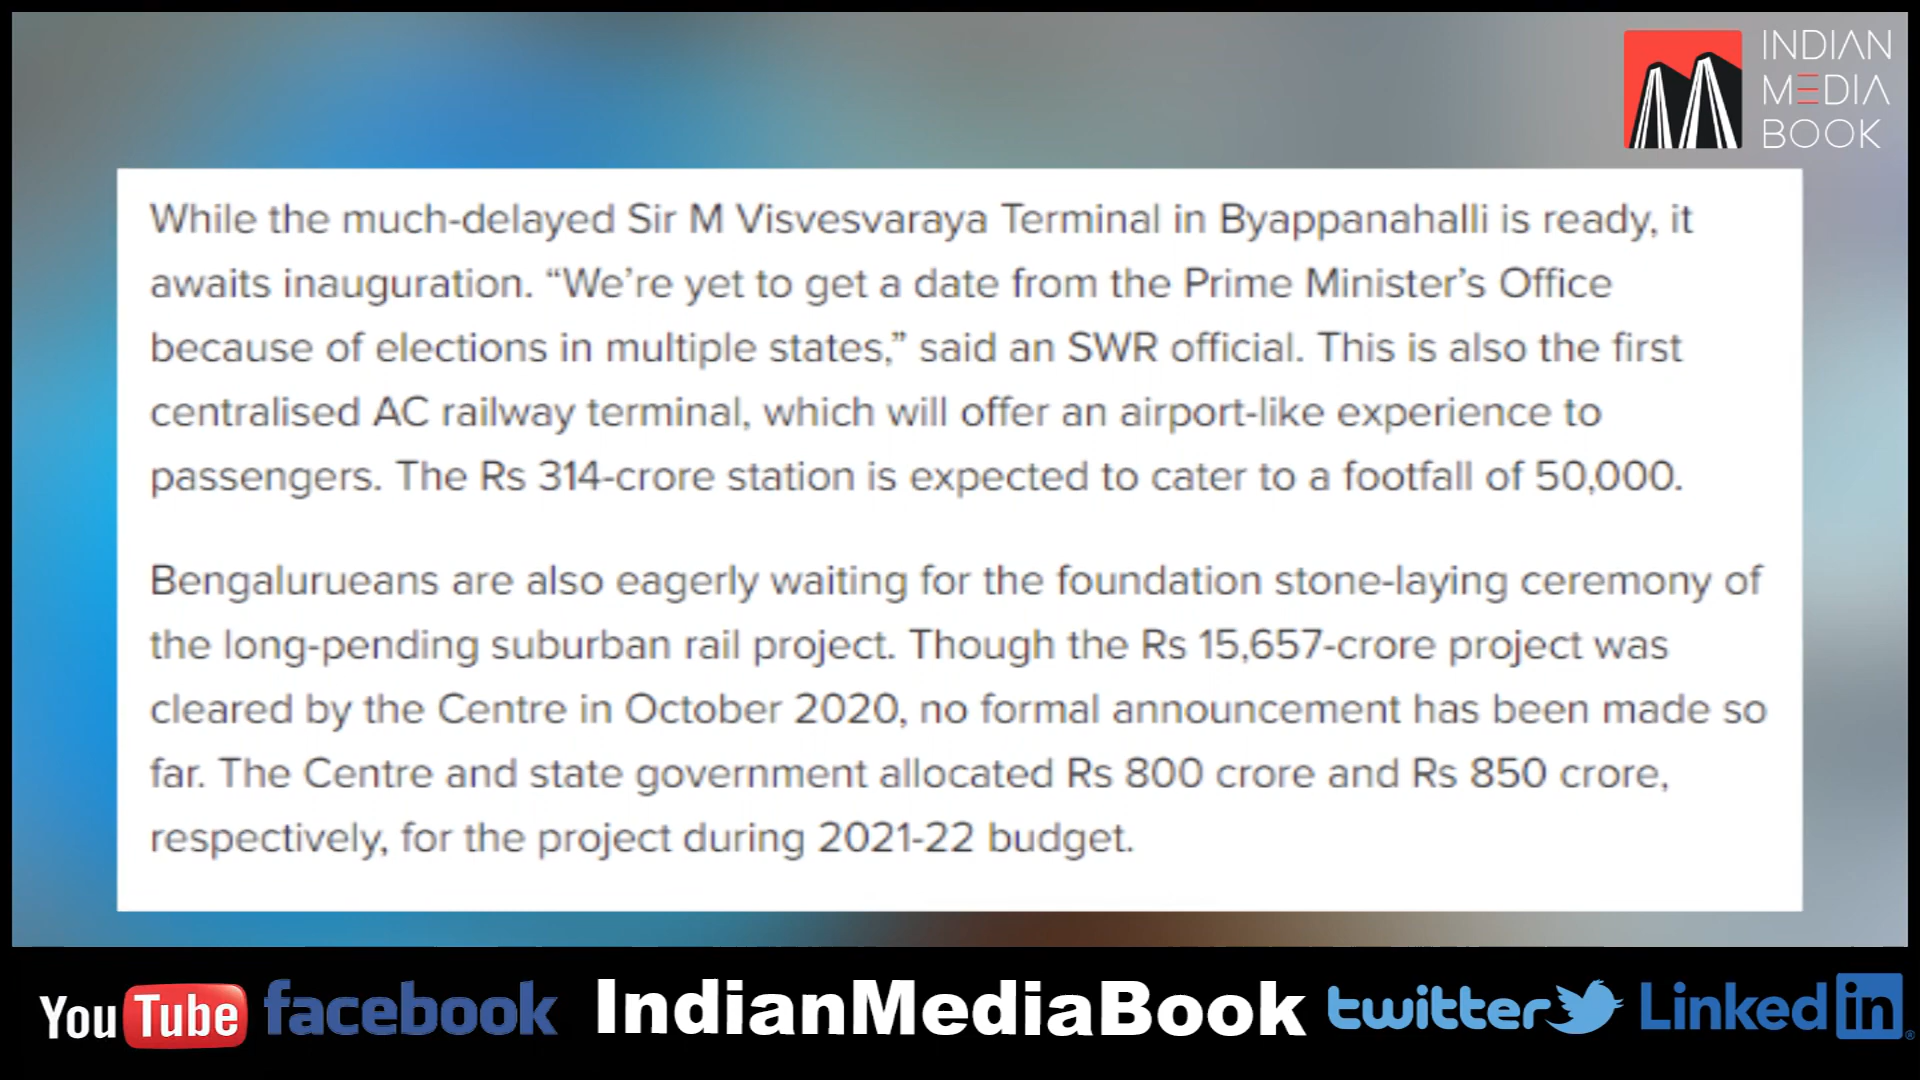 INDIAN
MEDIA
BOOK
While the much-delayed Sir M Visvesvaraya Terminal in Byappanahalli is ready, it
awaits inauguration. “We’re yet to get a date from the Prime Minister’s Office
because of elections in multiple states,” said an SWR official. This is also the first
centralised AC railway terminal, which will offer an airport-like experience to
passengers. The Rs 314-crore station is expected to cater to a footfall of 50,000.
Bengalurueans are also eagerly waiting for the foundation stone-laying ceremony of
the long-pending suburban rail project. Though the Rs 15,657-crore project was
cleared by the Centre in October 2020, no formal announcement has been made so
far. The Centre and state government allocated Rs 800 crore and Rs 850 crore,
respectively, for the project during 2021-22 budget.
YouTube facebook IndianMediaBook twitter Linkedin®